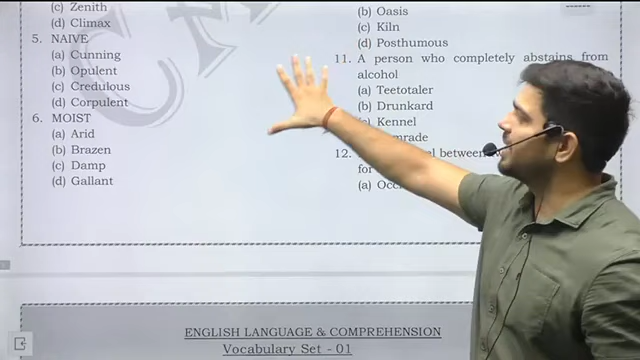 (c) Zenith
(d) Climax
5. NAIVE
(a) Cunning
(b) Opulent
(c) Credulous
(d) Corpulent
6. MOIST
(a) Arid
(b) Brazen
(c) Damp
(d) Gallant
(b) Oasis
(c) Kiln
(d) Posthumous
11. A person who completely abstains from
alcohol
(a) Teetotaler
(b) Drunkard
(c) Kennel
12. between
for
(a)
ENGLISH LANGUAGE & COMPREHENSION
Vocabulary Set - 01